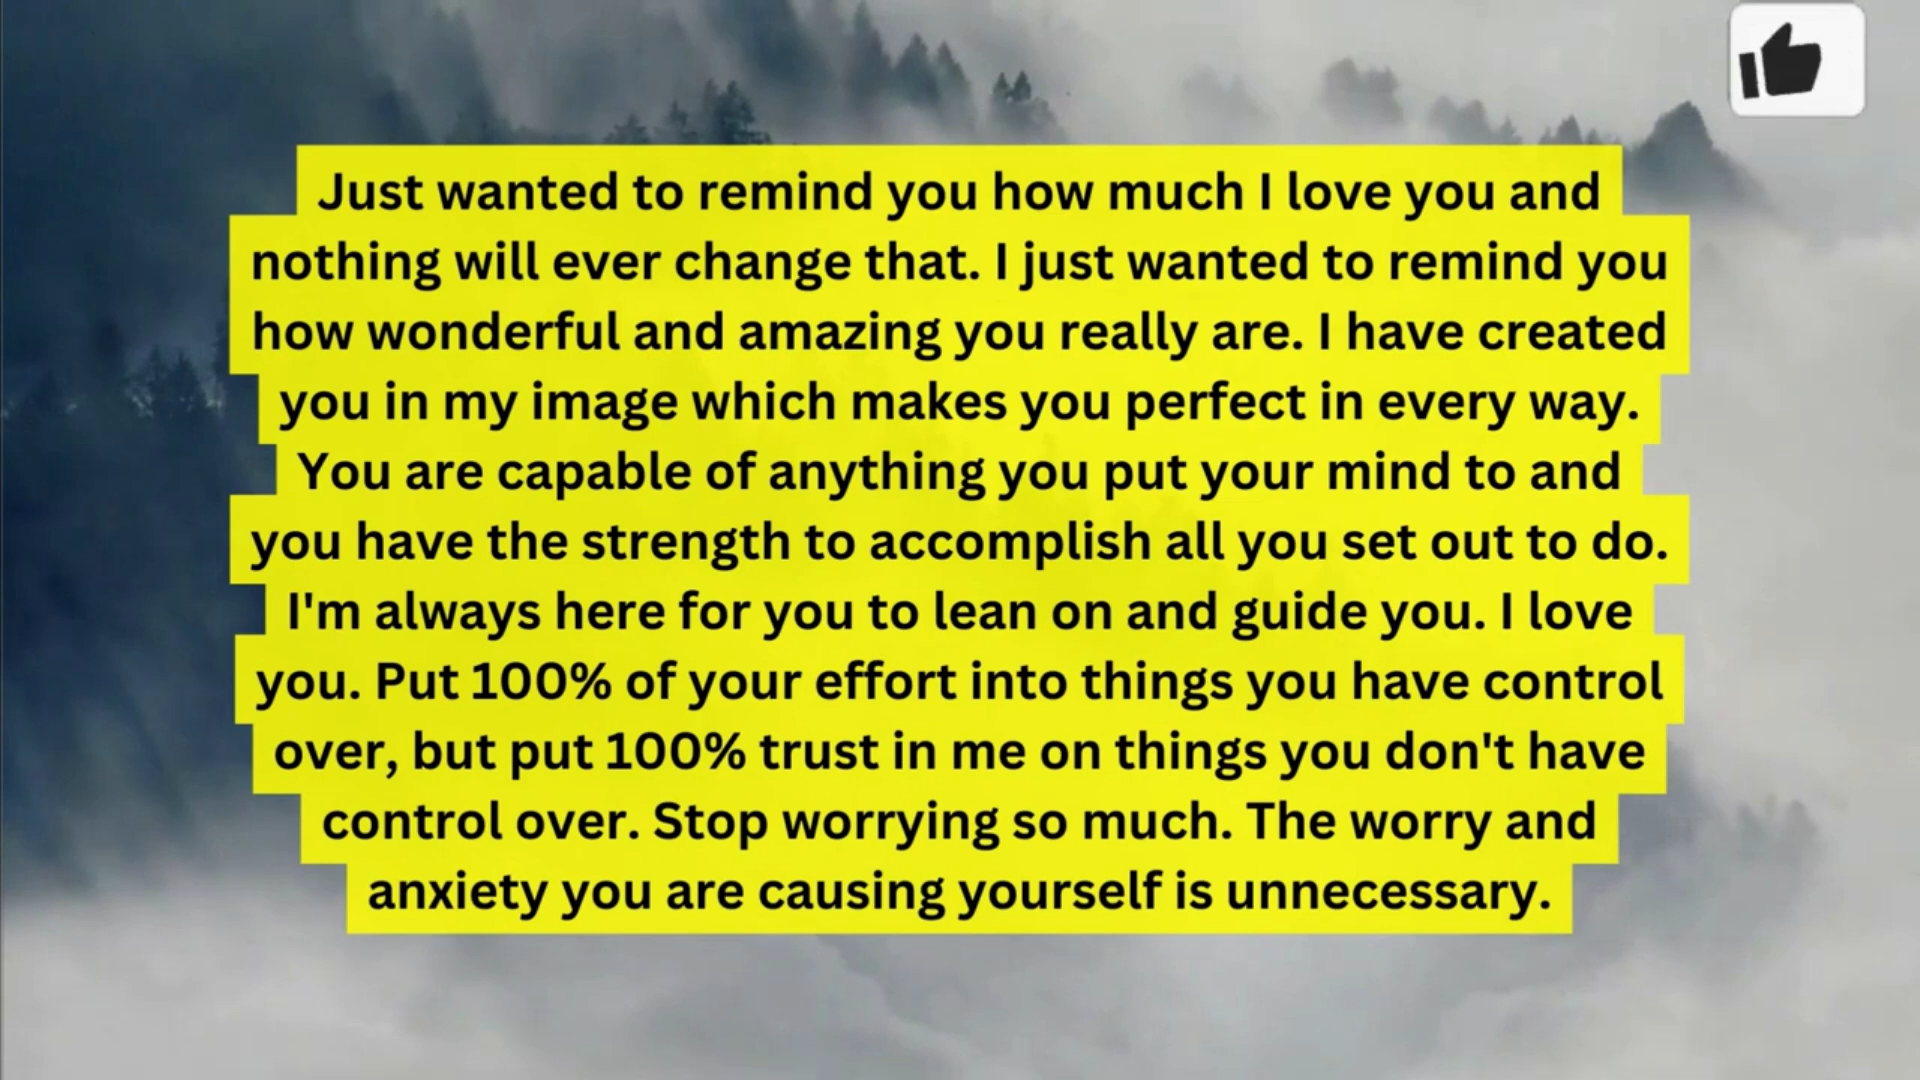 Just wanted to remind you how much I love you and
nothing will ever change that. I just wanted to remind you
how wonderful and amazing you really are. I have created
you in my image which makes you perfect in every way.
You are capable of anything you put your mind to and
you have the strength to accomplish all you set out to do.
I'm always here for you to lean on and guide you. I love
you. Put 100% of your effort into things you have control
over, but put 100% trust in me on things you don't have
control over. Stop worrying so much. The worry and
anxiety you are causing yourself is unnecessary.